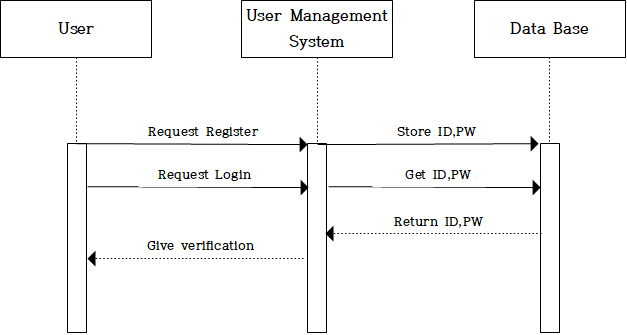 User
User Management
System
Data Base
Request Register
Store ID,PW
Request Login
Get ID,PW
Return ID,PW
Give verification